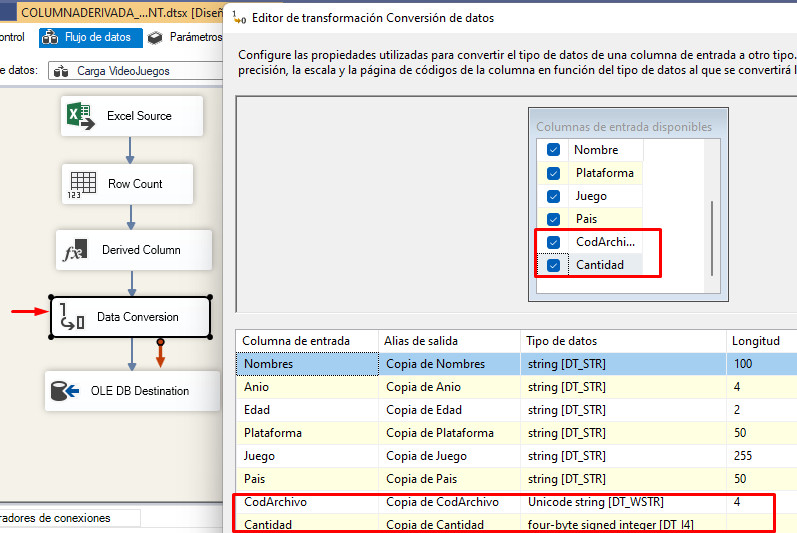 COLUMNADERIVADA_...NT.dtsx [Diseñ
Editor de transformación Conversión de datos
ontrol
Flujo de datos
Parámetros
e datos:
Carga VideoJuegos
Configure las propiedades utilizadas para convertir el tipo de datos de una columna de entrada a otro tipo.
precisión, la escala y la página de códigos de la columna en función del tipo de datos al que se convertirá l
Excel Source
Row Count
123
Derived Column
Data Conversion
OLE DB Destination
Columnas de entrada disponibles
Nombre
Plataforma
Juego
Pais
CodArchi...
Cantidad
Columna de entrada Alias de salida Tipo de datos Longitud
Nombres Copia de Nombres string [DT_STR] 100
Anio Copia de Anio string [DT_STR] 4
Edad Copia de Edad string [DT_STR] 2
Plataforma Copia de Plataforma string [DT_STR] 50
Juego Copia de Juego string [DT_STR] 255
Pais Copia de Pais string [DT_STR] 50
CodArchivo Copia de CodArchivo Unicode string [DT_WSTR] 4
Cantidad Copia de Cantidad four-byte signed integer [DT_I4]
radores de conexiones